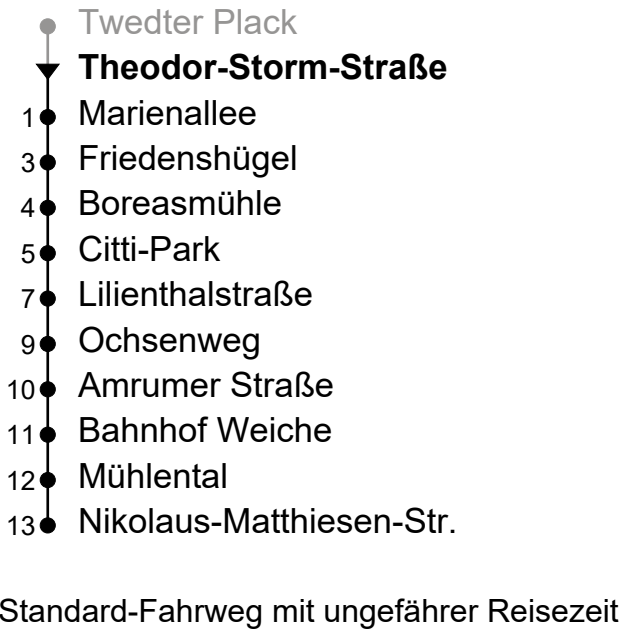 Twedter Plack
Theodor-Storm-Straße
1 Marienallee
3 Friedenshügel
4 Boreasmühle
5 Citti-Park
7 Lilienthalstraße
9 Ochsenweg
10 Amrumer Straße
11 Bahnhof Weiche
12 Mühlental
13 Nikolaus-Matthiesen-Str.
Standard-Fahrweg mit ungefährer Reisezeit